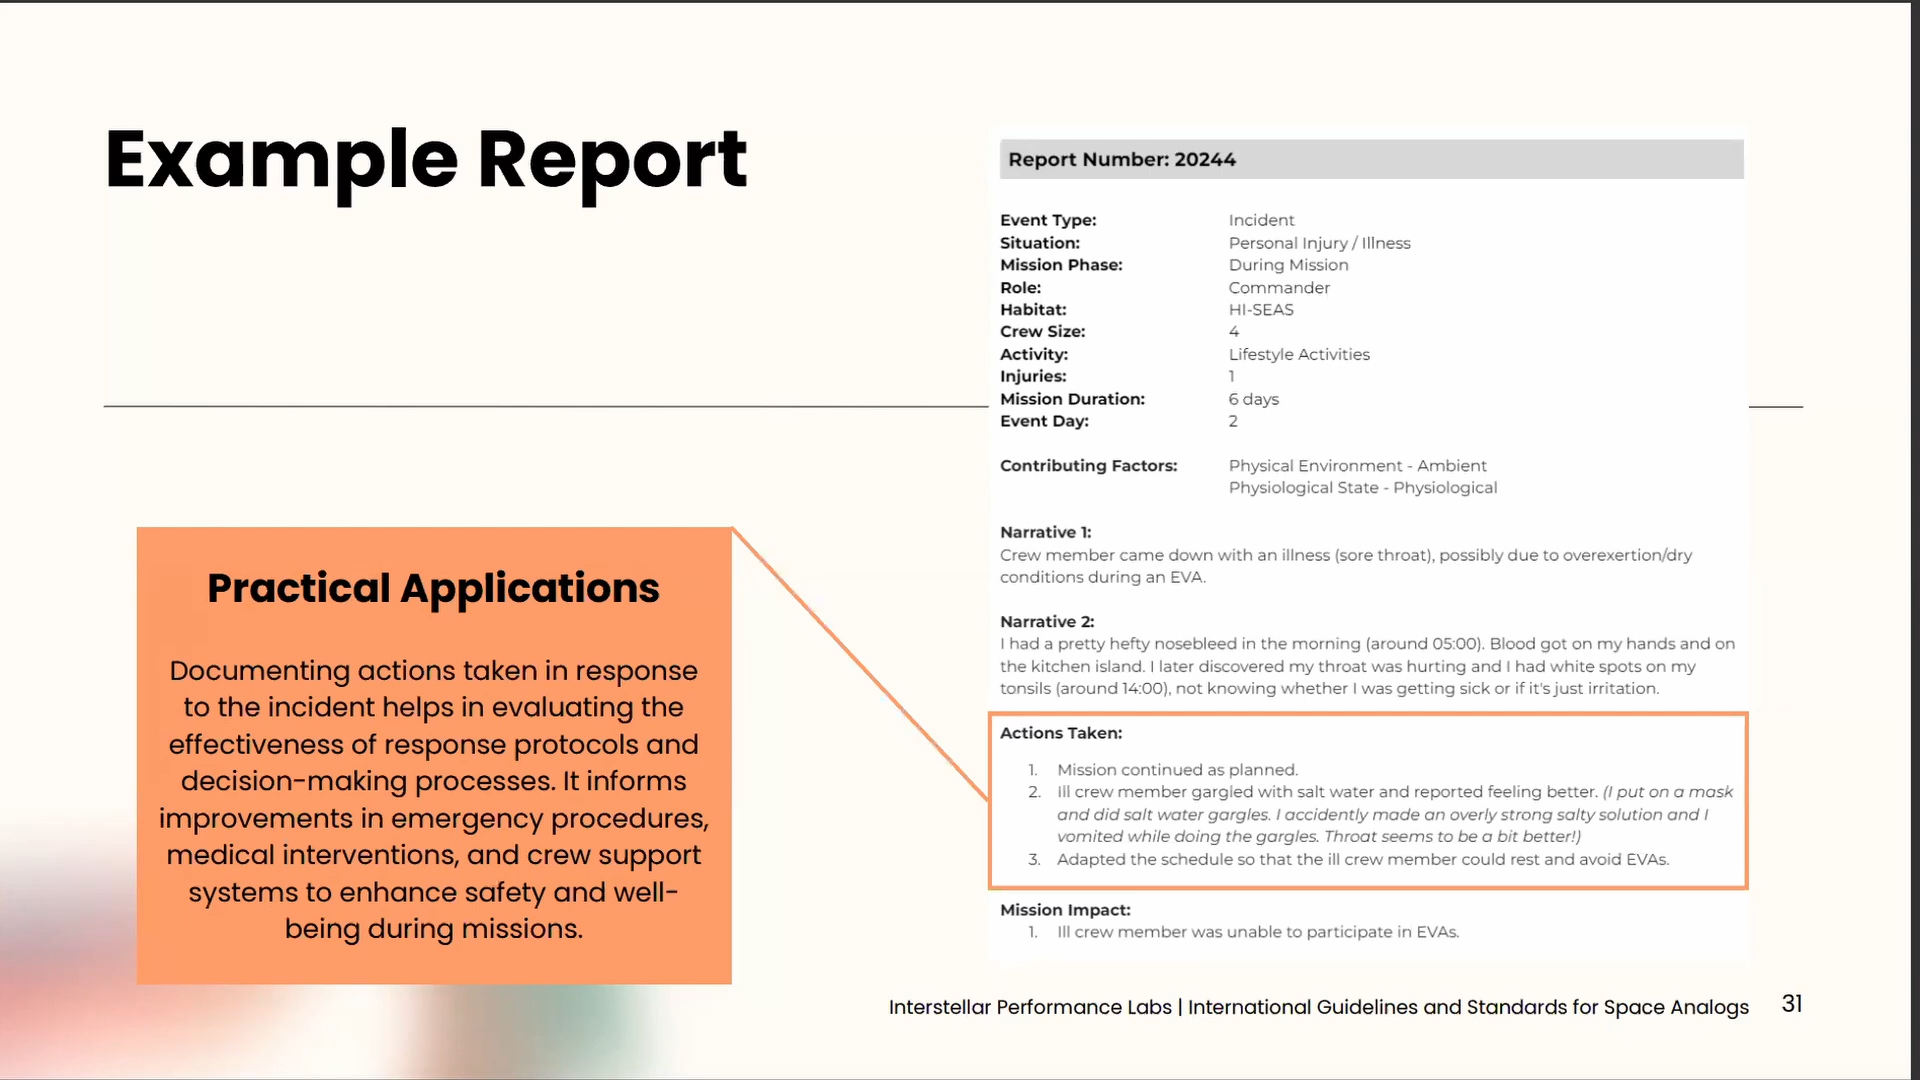 Example Report
Practical Applications
Documenting actions taken in response
to the incident helps in evaluating the
effectiveness of response protocols and
decision-making processes. It informs
improvements in emergency procedures,
medical interventions, and crew support
systems to enhance safety and well-
being during missions.
Report Number: 20244
Event Type: Incident
Situation: Personal Injury / Illness
Mission Phase: During Mission
Role: Commander
Habitat: HI-SEAS
Crew Size: 4
Activity: Lifestyle Activities
Injuries: 1
Mission Duration: 6 days
Event Day: 2
Contributing Factors: Physical Environment - Ambient
Physiological State - Physiological
Narrative 1:
Crew member came down with an illness (sore throat), possibly due to overexertion/dry
conditions during an EVA.
Narrative 2:
I had a pretty hefty nosebleed in the morning (around 05:00). Blood got on my hands and on
the kitchen island. I later discovered my throat was hurting and I had white spots on my
tonsils (around 14:00), not knowing whether I was getting sick or if it's just irritation.
Actions Taken:
1. Mission continued as planned.
2. Ill crew member gargled with salt water and reported feeling better. (I put on a mask
and did salt water gargles. I accidently made an overly strong salty solution and I
vomited while doing the gargles. Throat seems to be a bit better!)
3. Adapted the schedule so that the ill crew member could rest and avoid EVAs.
Mission Impact:
1. Ill crew member was unable to participate in EVAs.
Interstellar Performance Labs | International Guidelines and Standards for Space Analogs 31